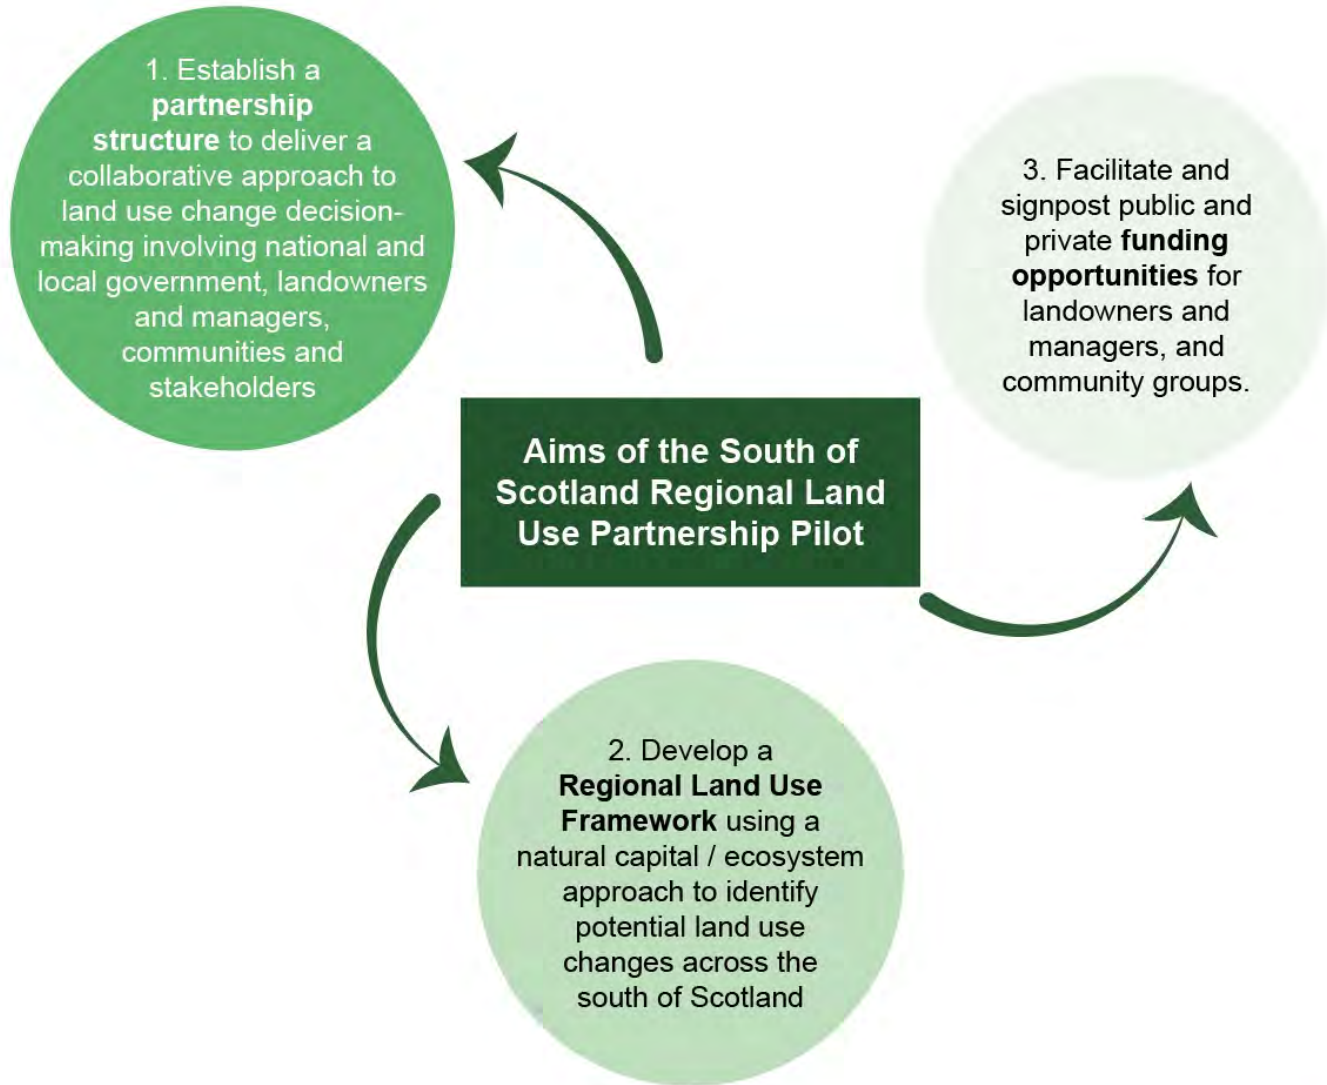 1. Establish a
partnership
structure to deliver a
collaborative approach to
land use change decision-
making involving national and
local government, landowners
and managers,
communities and
stakeholders
3. Facilitate and
signpost public and
private funding
opportunities for
landowners and
managers, and
community groups.
Aims of the South of
Scotland Regional Land
Use Partnership Pilot
2. Develop a
Regional Land Use
Framework using a
natural capital / ecosystem
approach to identify
potential land use
changes across the
south of Scotland